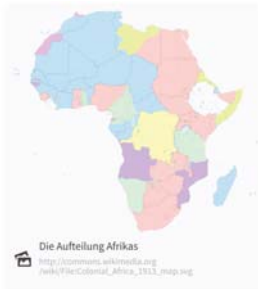 Die Aufteilung Afrikas
http://commons.wikimedia.org
/wiki/File:Colonial_Africa_1913_map.svg